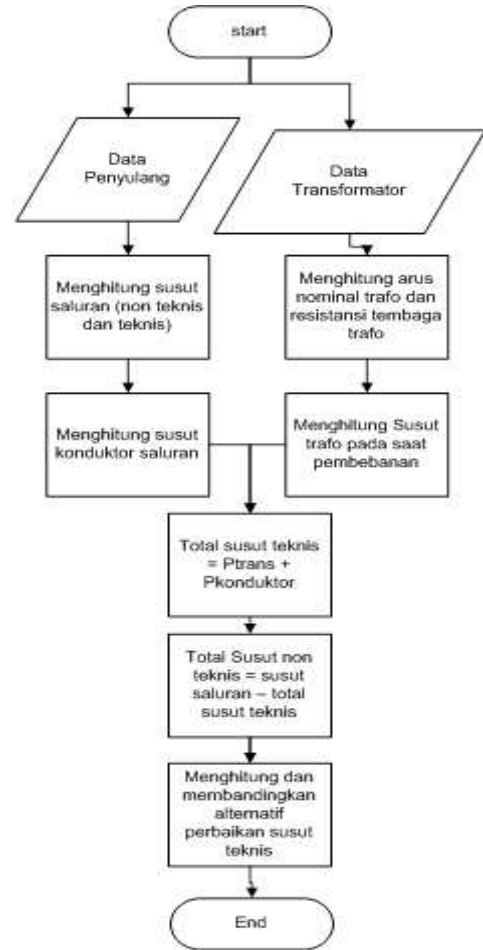 start
Data
Penyulang
Data
Transformator
Menghitung susut
saluran (non teknis
dan teknis)
Menghitung arus
nominal trafo dan
resistansi tembaga
trafo
Menghitung susut
konduktor saluran
Menghitung Susut
trafo pada saat
pembebanan
Total susut teknis
= Ptrans +
Pkonduktor
Total Susut non
teknis = susut
saluran – total
susut teknis
Menghitung dan
membandingkan
alternatif
perbaikan susut
teknis
End